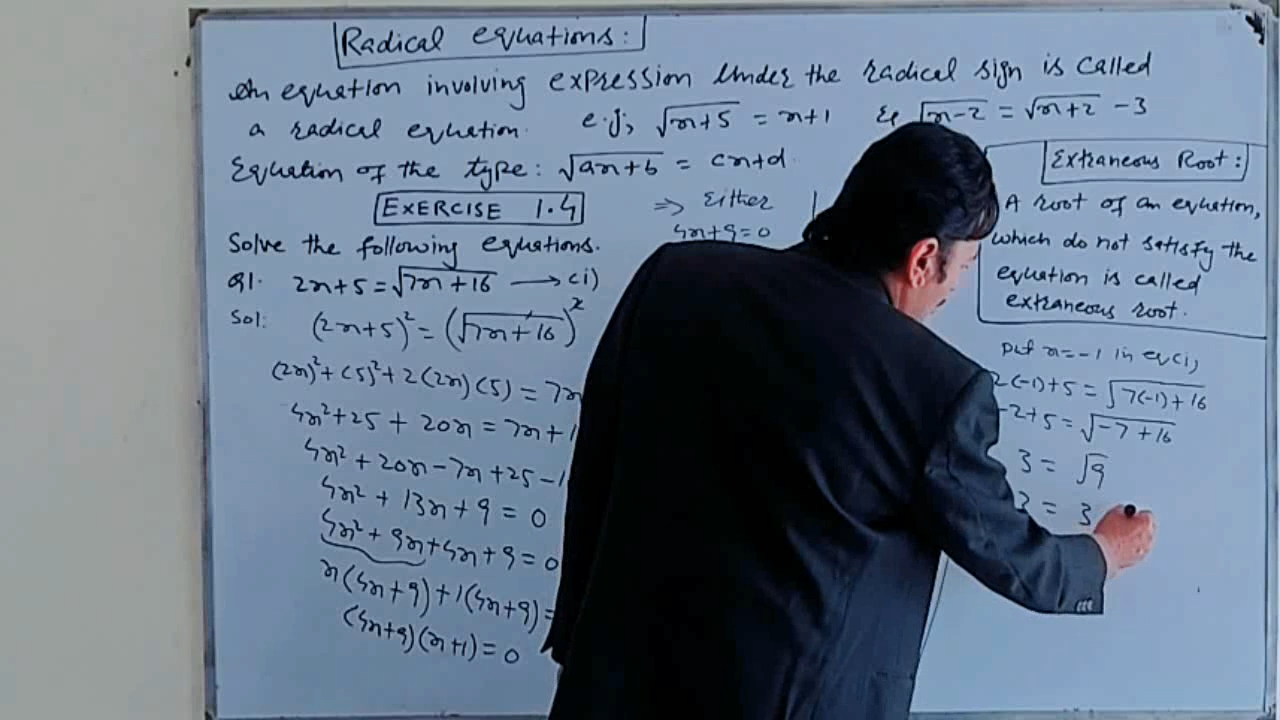 Radical equations:
An equation involving expression under the radical sign is called
a radical equation. e.g; √x+5 = x+1 & √x-2 = √x+2 - 3
Equation of the type: √ax+b = cx+d.
EXERCISE 1.4
Solve the following equations.
Q1. 2x+5 = √7x+16 → (i)
Sol: (2x+5)² = (√7x+16)²
(2x)² + (5)² + 2(2x)(5) = 7x
4x² + 25 + 20x = 7x + 1
4x² + 20x - 7x + 25 - 1
4x² + 13x + 9 = 0
4x² + 9x + 4x + 9 = 0
x(4x+9) + 1(4x+9) =
(4x+9)(x+1) = 0
⇒ Either
4x+9=0
Extraneous Root:
A root of an equation,
which do not satisfy the
equation is called
extraneous root.
put x=-1 in eq(i),
2(-1)+5 = √7(-1)+16
-2+5 = √-7+16
3 = √9
3 = 3